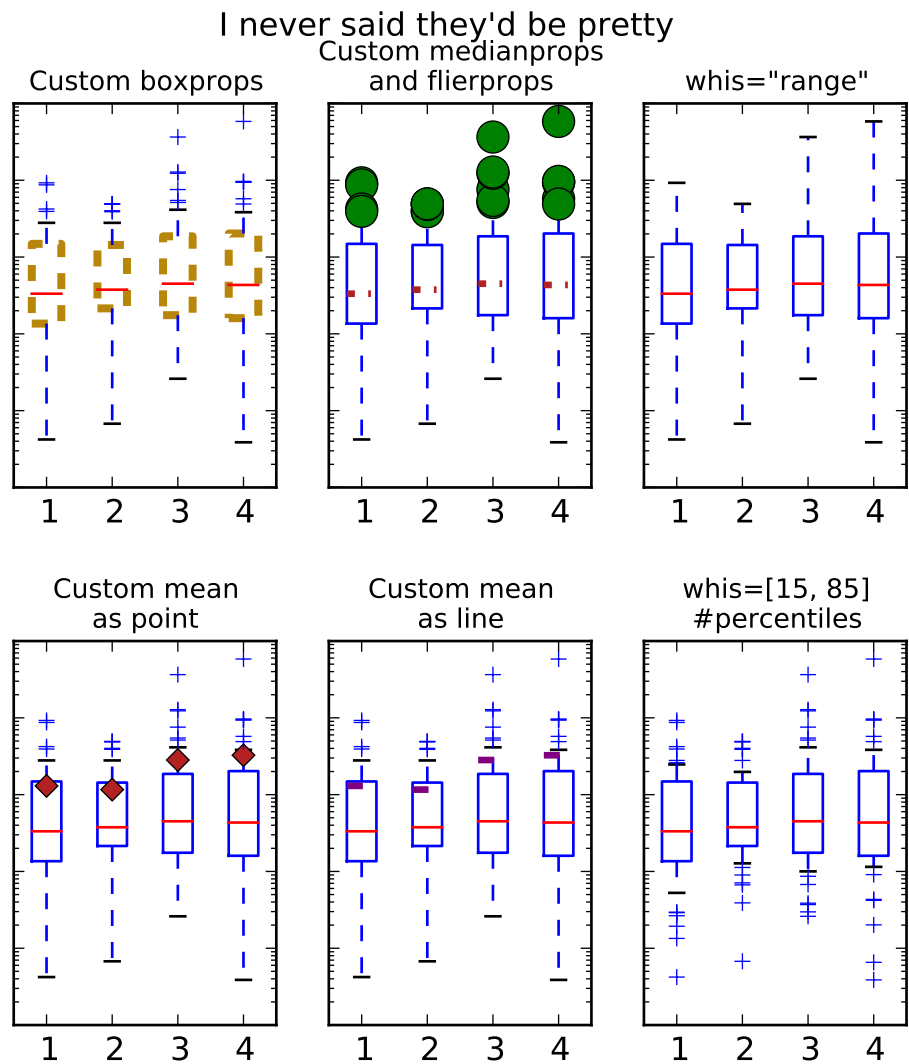 I never said they'd be pretty
Custom boxprops
Custom medianprops
and flierprops
whis="range"
1 2 3 4
1 2 3 4
1 2 3 4
Custom mean
as point
Custom mean
as line
whis=[15, 85]
#percentiles
1 2 3 4
1 2 3 4
1 2 3 4